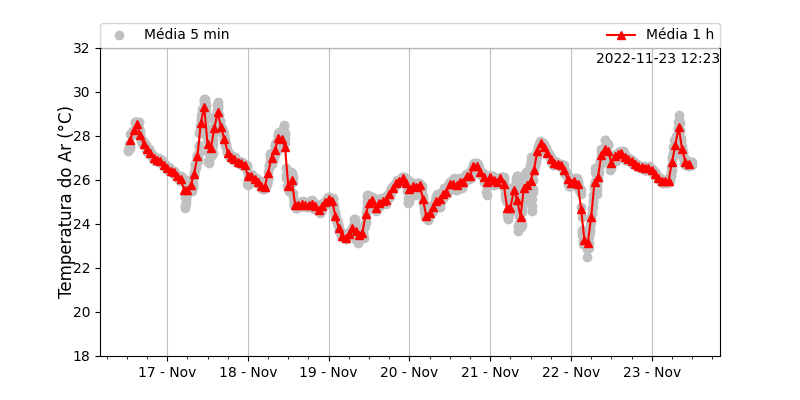 Média 5 min
Média 1 h
2022-11-23 12:23
Temperatura do Ar (°C)
32
30
28
26
24
22
20
18
17 - Nov
18 - Nov
19 - Nov
20 - Nov
21 - Nov
22 - Nov
23 - Nov